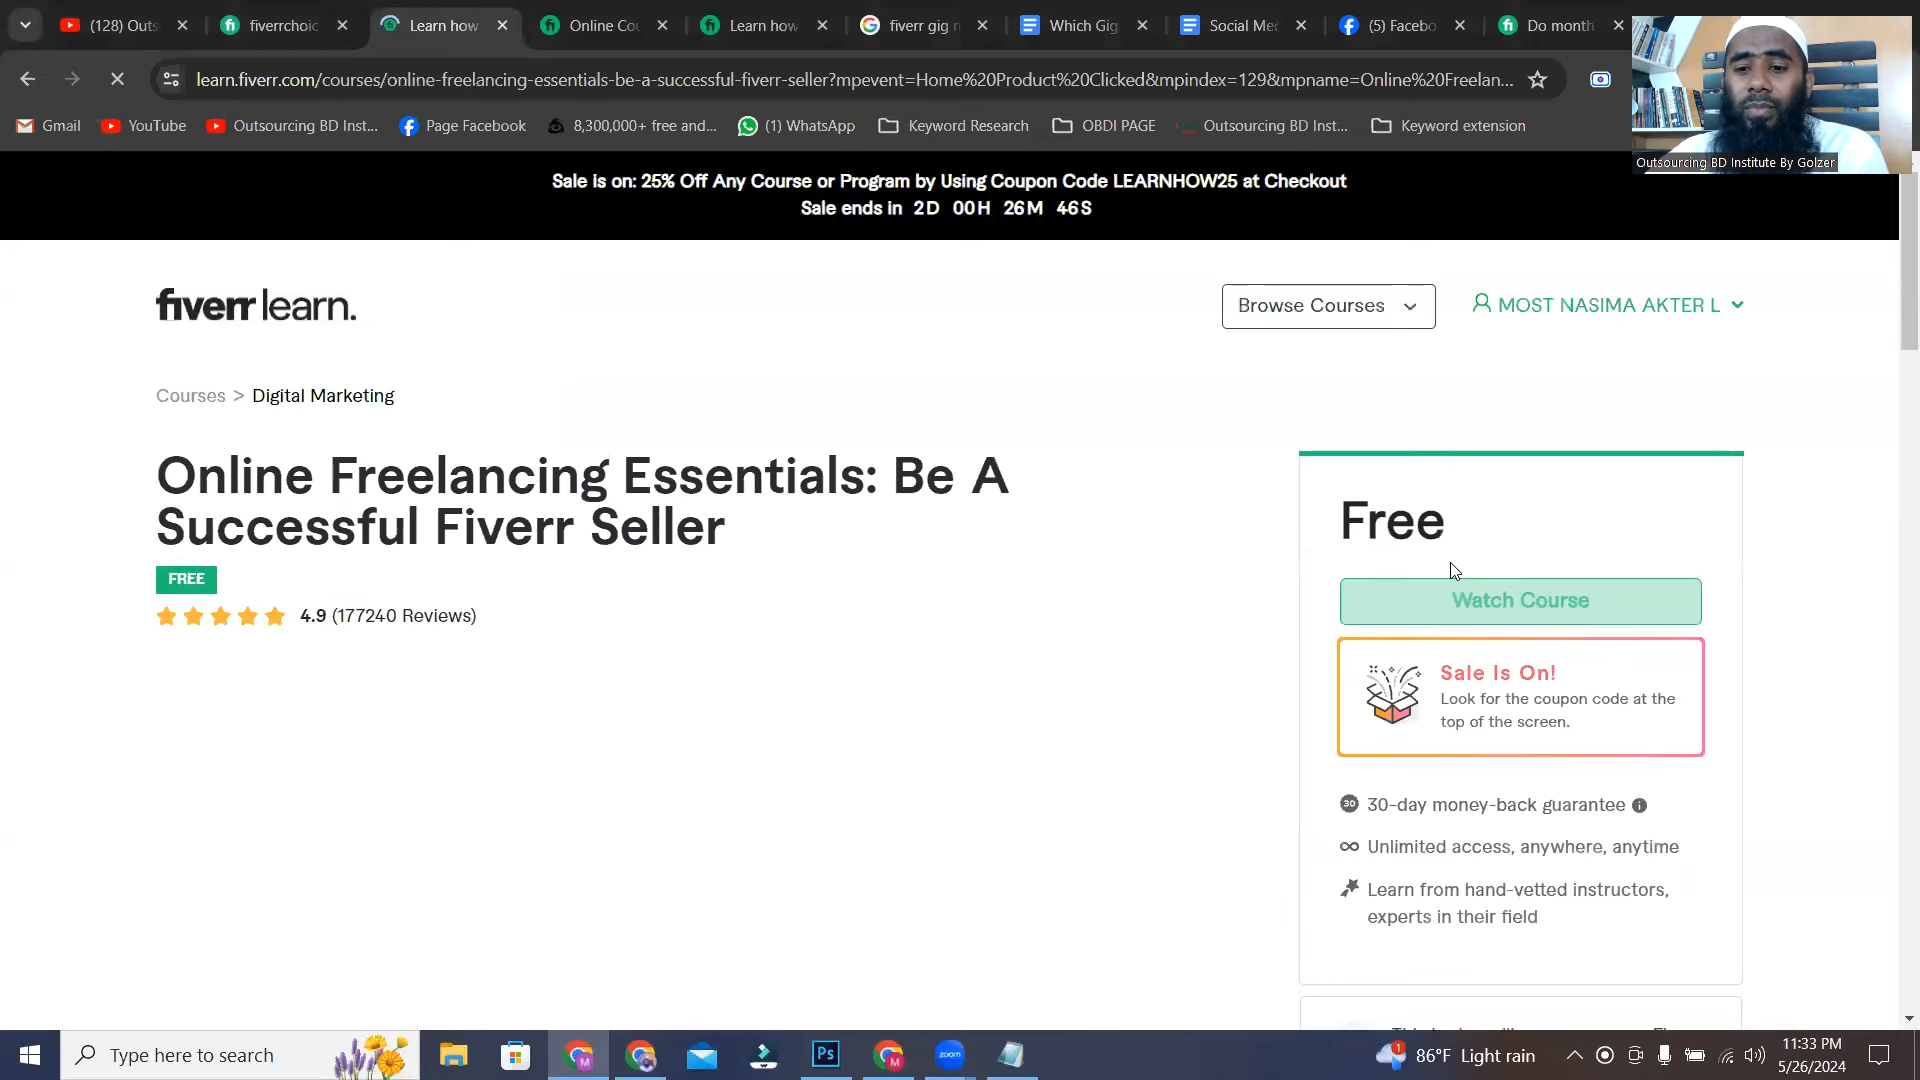 (128) Outs
fiverrchoic
Learn how
Online Cou
Learn how
fiverr gig n
Which Gig
Social Med
(5) Facebo
Do month
learn.fiverr.com/courses/online-freelancing-essentials-be-a-successful-fiverr-seller?mpevent=Home%20Product%20Clicked&mpindex=129&mpname=Online%20Freelan...
Gmail
YouTube
Outsourcing BD Inst...
Page Facebook
8,300,000+ free and...
(1) WhatsApp
Keyword Research
OBDI PAGE
Outsourcing BD Inst...
Keyword extension
Outsourcing BD Institute By Golzer
Sale is on: 25% Off Any Course or Program by Using Coupon Code LEARNHOW25 at Checkout
Sale ends in 2D 00H 26M 46S
fiverr learn.
Browse Courses
MOST NASIMA AKTER L
Courses > Digital Marketing
Online Freelancing Essentials: Be A
Successful Fiverr Seller
FREE
4.9 (177240 Reviews)
Free
Watch Course
Sale Is On!
Look for the coupon code at the
top of the screen.
30
30-day money-back guarantee
Unlimited access, anywhere, anytime
Learn from hand-vetted instructors,
experts in their field
Type here to search
Ps
zoom
1
86°F Light rain
11:33 PM
5/26/2024